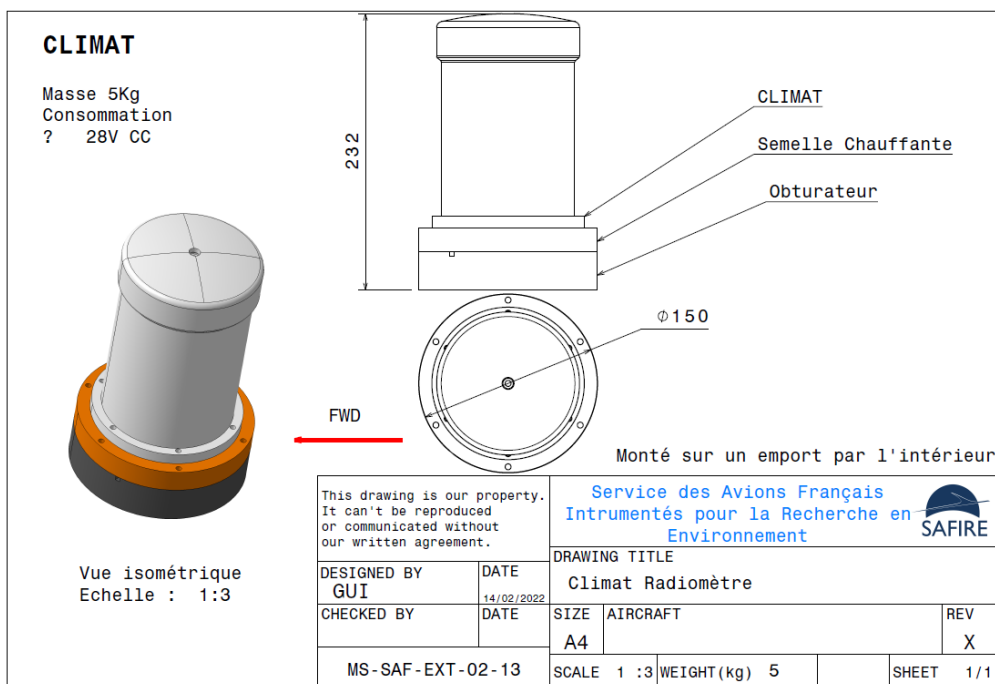 CLIMAT
Masse 5Kg
Consommation
? 28V CC
232
CLIMAT
Semelle Chauffante
Obturateur
Φ150
FWD
Monté sur un emport par l'intérieur
Vue isométrique
Echelle : 1:3
This drawing is our property.
It can't be reproduced
or communicated without
our written agreement.
Service des Avions Français
Intrumentés pour la Recherche en
Environnement
SAFIRE
DRAWING TITLE
Climat Radiomètre
DESIGNED BY
GUI
DATE
14/02/2022
CHECKED BY
DATE
SIZE
A4
AIRCRAFT
REV
X
MS-SAF-EXT-02-13
SCALE 1 :3
WEIGHT(kg) 5
SHEET 1/1